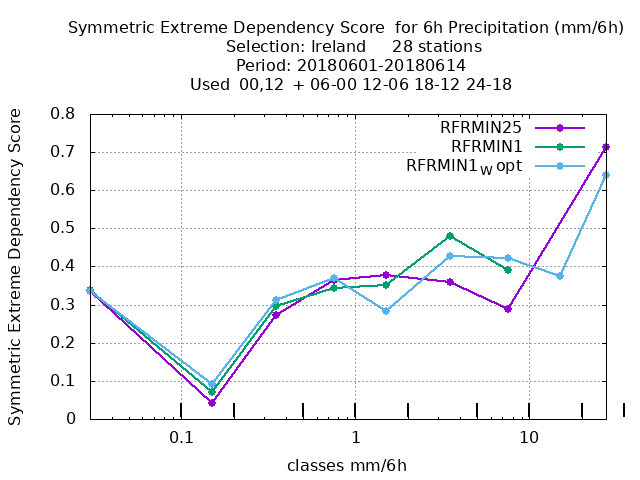 Symmetric Extreme Dependency Score  for 6h Precipitation (mm/6h)
Selection: Ireland     28 stations
Period: 20180601-20180614
Used  00,12  + 06-00 12-06 18-12 24-18
Symmetric Extreme Dependency Score
0.8
0.7
0.6
0.5
0.4
0.3
0.2
0.1
0
RFRMIN25
RFRMIN1
RFRMIN1w opt
0.1
1
10
classes mm/6h